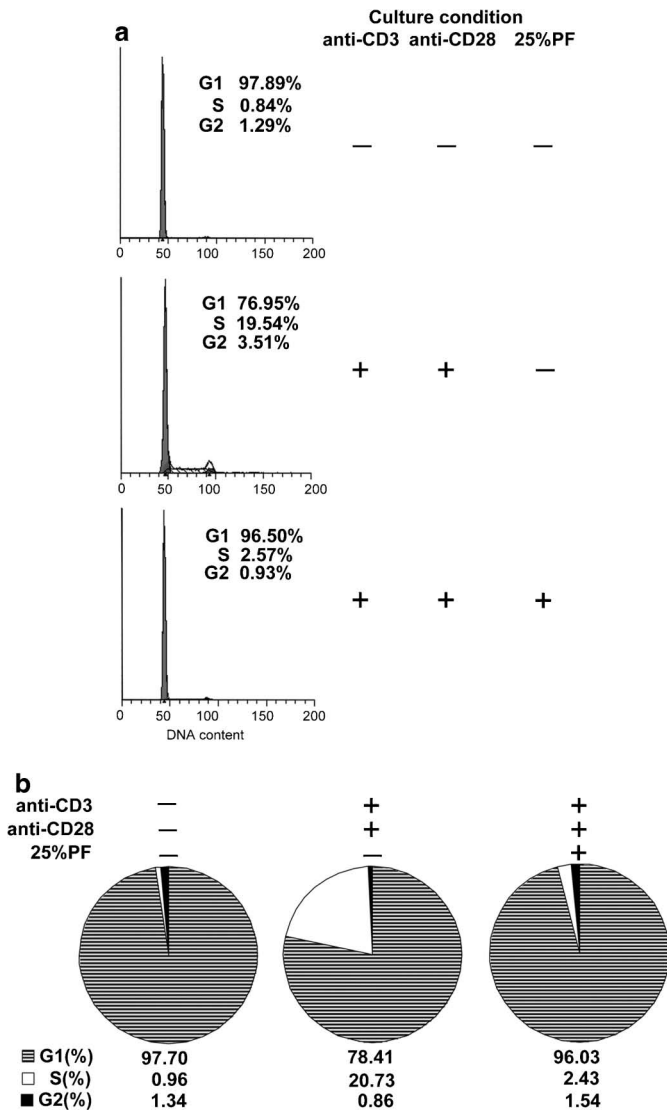 a
Culture condition
anti-CD3 anti-CD28 25%PF
G1 97.89%
S 0.84%
G2 1.29%
— — —
0 50 100 150 200
G1 76.95%
S 19.54%
G2 3.51%
+ + —
0 50 100 150 200
G1 96.50%
S 2.57%
G2 0.93%
+ + +
0 50 100 150 200
DNA content
b
anti-CD3 — + +
anti-CD28 — + +
25%PF — — +
G1(%) 97.70 78.41 96.03
S(%) 0.96 20.73 2.43
G2(%) 1.34 0.86 1.54